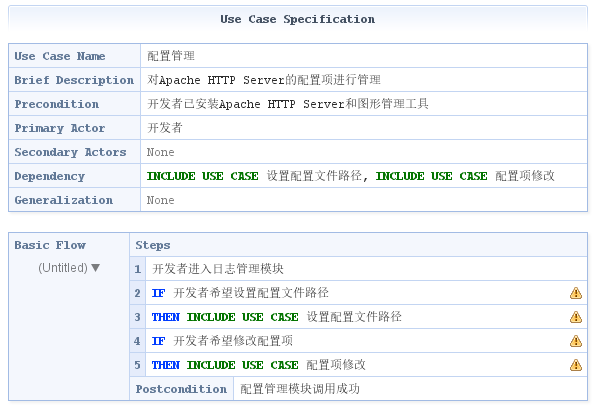 Use Case Specification
Use Case Name 配置管理
Brief Description 对Apache HTTP Server的配置项进行管理
Precondition 开发者已安装Apache HTTP Server和图形管理工具
Primary Actor 开发者
Secondary Actors None
Dependency INCLUDE USE CASE 设置配置文件路径, INCLUDE USE CASE 配置项修改
Generalization None
Basic Flow Steps
(Untitled) ▼
1 开发者进入日志管理模块
2 IF 开发者希望设置配置文件路径
3 THEN INCLUDE USE CASE 设置配置文件路径
4 IF 开发者希望修改配置项
5 THEN INCLUDE USE CASE 配置项修改
Postcondition 配置管理模块调用成功